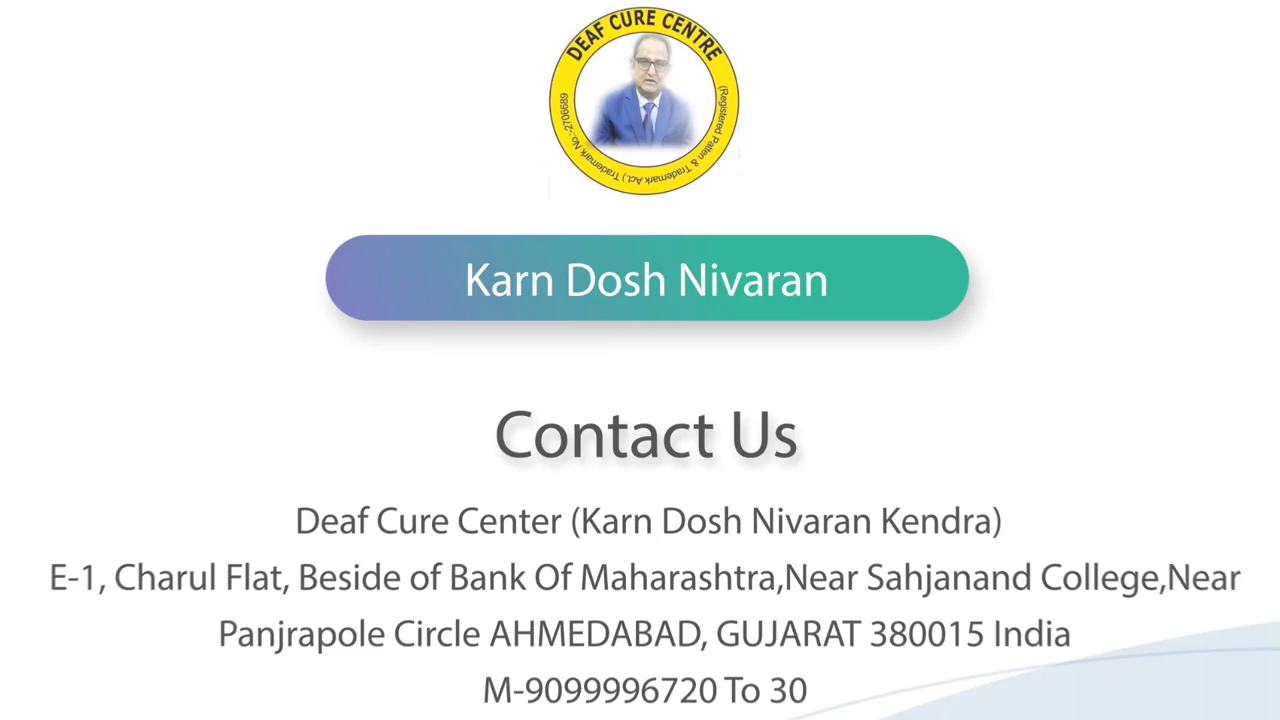 DEAF CURE CENTRE
(Registered Patten & Trademark Act.) Trademark No.-2706689
Karn Dosh Nivaran
Contact Us
Deaf Cure Center (Karn Dosh Nivaran Kendra)
E-1, Charul Flat, Beside of Bank Of Maharashtra,Near Sahjanand College,Near
Panjrapole Circle AHMEDABAD, GUJARAT 380015 India
M-9099996720 To 30